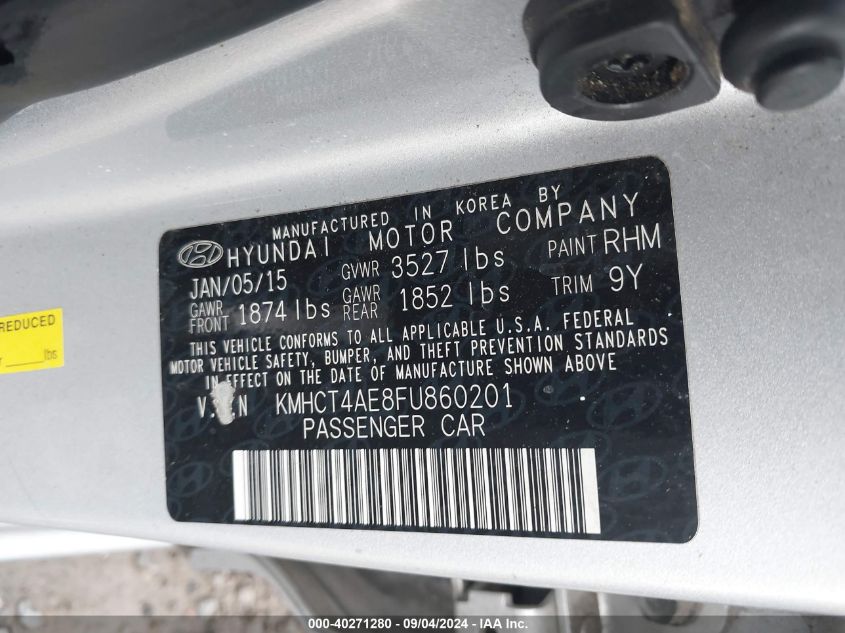 MANUFACTURED IN KOREA BY
HYUNDAI MOTOR COMPANY
JAN/05/15 GVWR 3527 lbs PAINT RHM
GAWR FRONT 1874 lbs GAWR REAR 1852 lbs TRIM 9Y
THIS VEHICLE CONFORMS TO ALL APPLICABLE U.S.A. FEDERAL
MOTOR VEHICLE SAFETY, BUMPER, AND THEFT PREVENTION STANDARDS
IN EFFECT ON THE DATE OF MANUFACTURE SHOWN ABOVE
V.I.N KMHCT4AE8FU860201
PASSENGER CAR
REDUCED
lbs
000-40271280 - 09/04/2024 - IAA Inc.